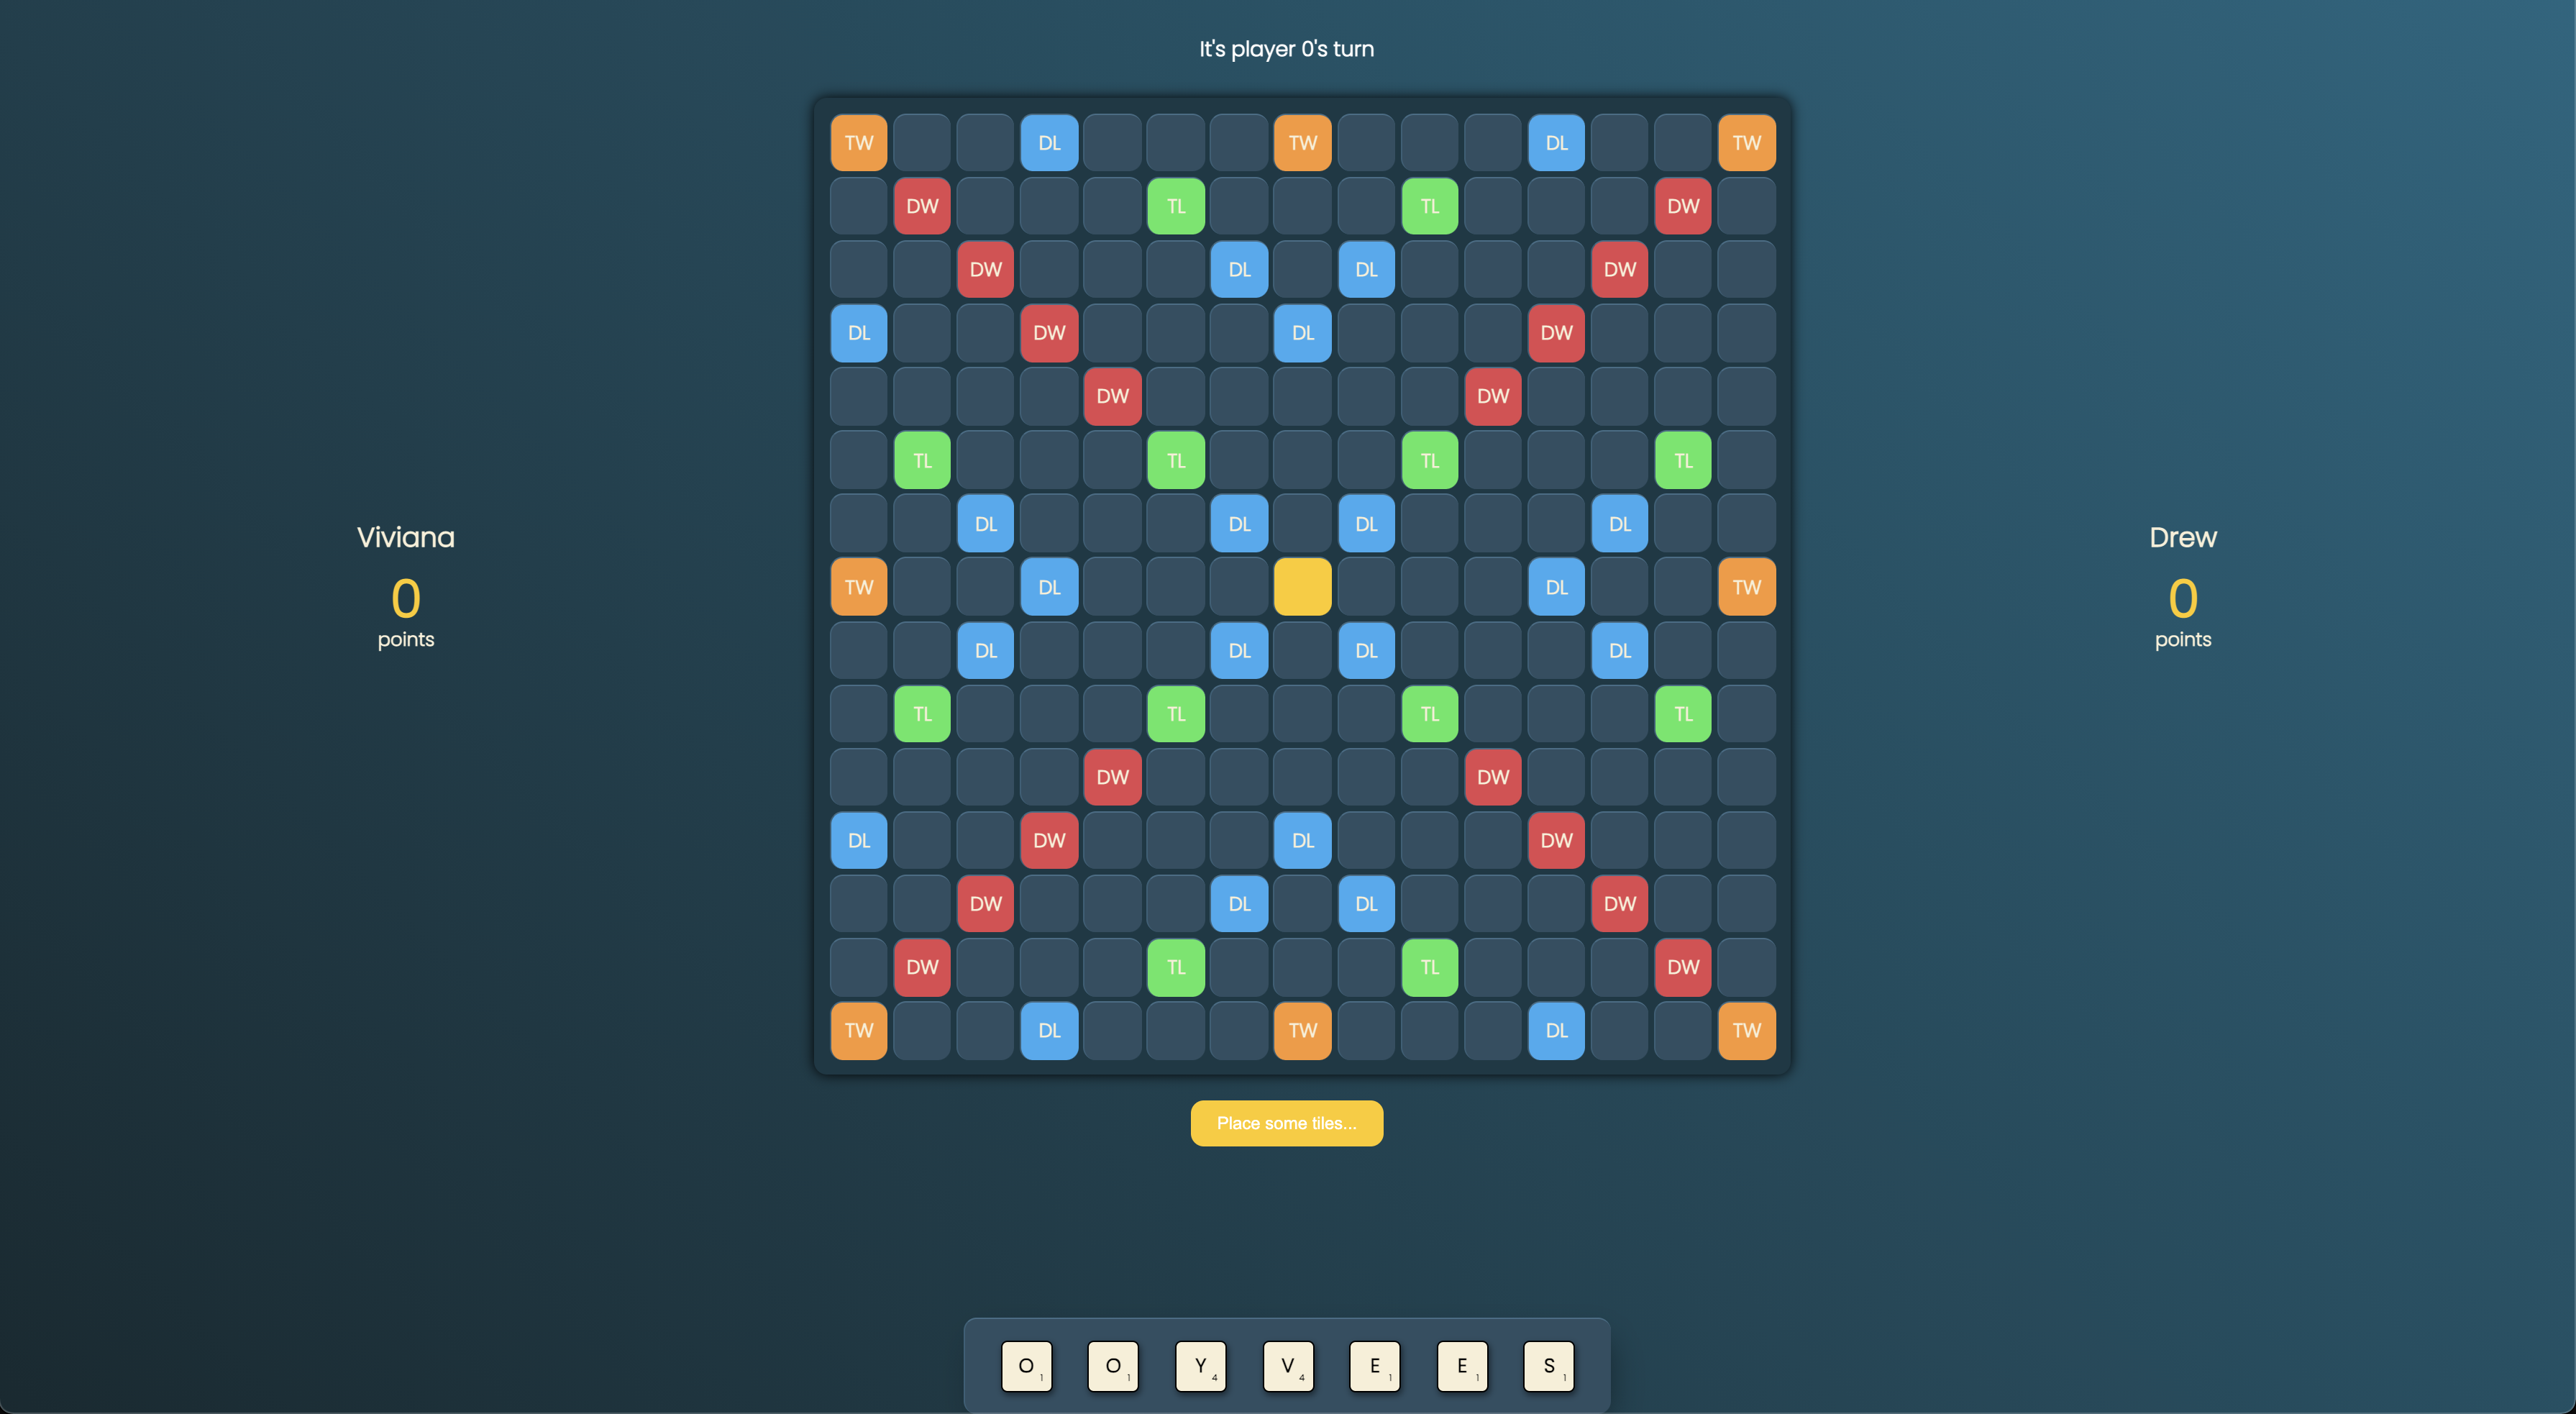 It's player 0's turn
TW DL TW DL TW
DW TL TL DW
DW DL DL DW
DL DW DL DW
DW DW
TL TL TL TL
DL DL DL DL
Viviana
0
points
TW DL DL TW
Drew
0
points
DL DL DL DL
TL TL TL TL
DW DW
DL DW DL DW
DW DL DL DW
DW TL TL DW
TW DL TW DL TW
Place some tiles...
O 1 O 1 Y 4 V 4 E 1 E 1 S 1